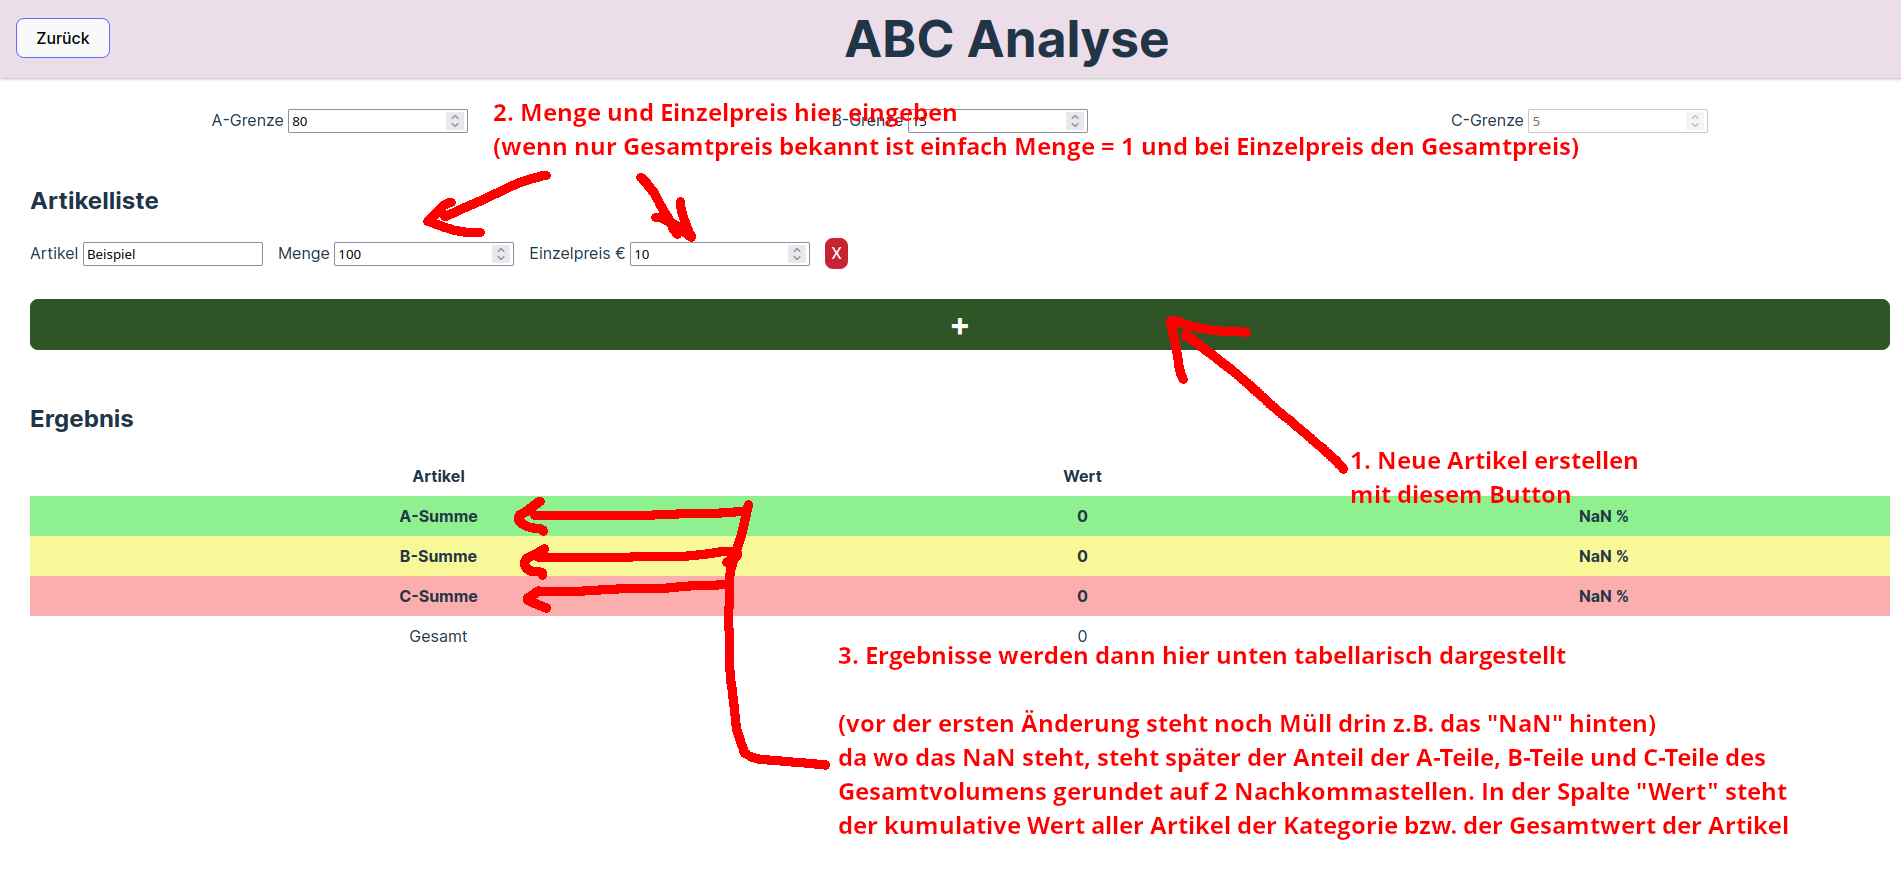 Zurück
ABC Analyse
A-Grenze 80
2. Menge und Einzelpreis hier eingeben
B-Grenze 15
C-Grenze 5
(wenn nur Gesamtpreis bekannt ist einfach Menge = 1 und bei Einzelpreis den Gesamtpreis)
Artikelliste
Artikel Beispiel Menge 100 Einzelpreis € 10 X
+
Ergebnis
1. Neue Artikel erstellen
mit diesem Button
Artikel Wert
A-Summe 0 NaN %
B-Summe 0 NaN %
C-Summe 0 NaN %
Gesamt 0
3. Ergebnisse werden dann hier unten tabellarisch dargestellt
(vor der ersten Änderung steht noch Müll drin z.B. das "NaN" hinten)
da wo das NaN steht, steht später der Anteil der A-Teile, B-Teile und C-Teile des
Gesamtvolumens gerundet auf 2 Nachkommastellen. In der Spalte "Wert" steht
der kumulative Wert aller Artikel der Kategorie bzw. der Gesamtwert der Artikel